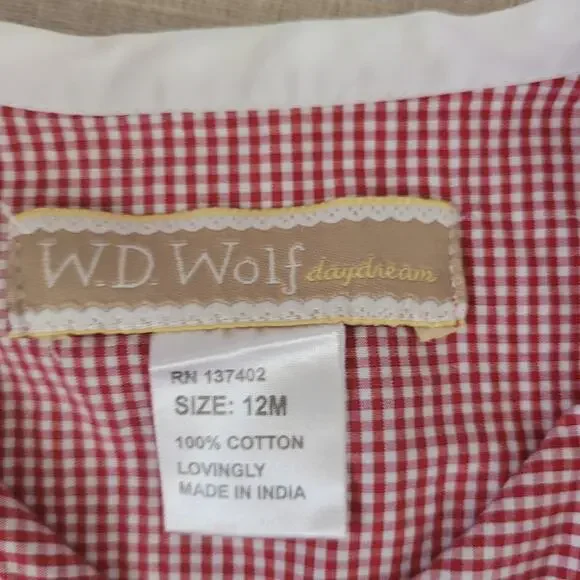 W.D. Wolf daydream
RN 137402
SIZE: 12M
100% COTTON
LOVINGLY
MADE IN INDIA